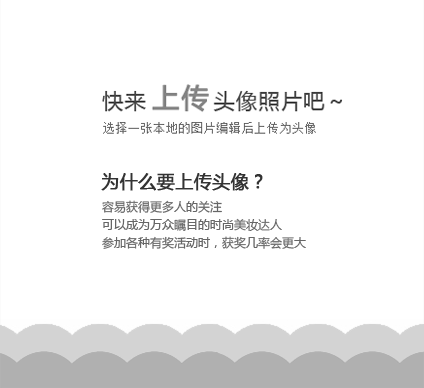 快来 上传 头像照片吧 ~
选择一张本地的图片编辑后上传为头像
为什么要上传头像？
容易获得更多人的关注
可以成为万众瞩目的时尚美妆达人
参加各种有奖活动时，获奖几率会更大